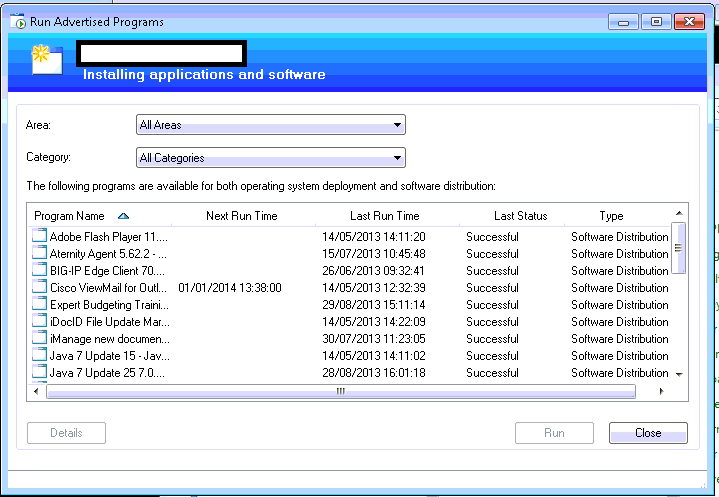 Run Advertised Programs
Installing applications and software
Area: All Areas
Category: All Categories
The following programs are available for both operating system deployment and software distribution:
Program Name Next Run Time Last Run Time Last Status Type
Adobe Flash Player 11.... 14/05/2013 14:11:20 Successful Software Distribution
Aternity Agent 5.62.2 -... 15/07/2013 10:45:48 Successful Software Distribution
BIG-IP Edge Client 70.... 26/06/2013 09:32:41 Successful Software Distribution
Cisco ViewMail for Outl... 01/01/2014 13:38:00 14/05/2013 12:32:39 Successful Software Distribution
Expert Budgeting Traini... 29/08/2013 15:11:14 Successful Software Distribution
iDocID File Update Mar... 14/05/2013 14:22:09 Successful Software Distribution
iManage new documen... 30/07/2013 11:23:05 Successful Software Distribution
Java 7 Update 15 - Jav... 14/05/2013 14:11:02 Successful Software Distribution
Java 7 Update 25 7.0.... 28/08/2013 16:01:18 Successful Software Distribution
Details Run Close